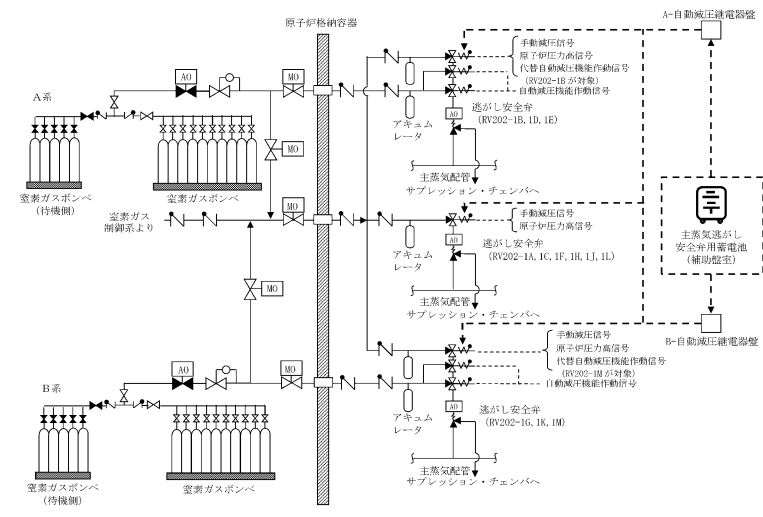 原子炉格納容器
A-自動減圧継電器盤
手動減圧信号
原子炉圧力高信号
代替自動減圧機能作動信号
(RV202-1Bが対象)
自動減圧機能作動信号
AO
MO
A系
アキュム
レータ
AO
逃がし安全弁
(RV202-1B, 1D, 1E)
MO
主蒸気配管
サプレッション・チェンバへ
窒素ガスボンベ
(待機側)
窒素ガスボンベ
窒素ガス
制御系より
MO
手動減圧信号
原子炉圧力高信号
アキュム
レータ
AO
逃がし安全弁
(RV202-1A, 1C, 1F, 1H, 1J, 1L)
主蒸気逃がし
安全弁用蓄電池
(補助盤室)
MO
主蒸気配管
サプレッション・チェンバへ
B-自動減圧継電器盤
手動減圧信号
原子炉圧力高信号
代替自動減圧機能作動信号
(RV202-1Mが対象)
自動減圧機能作動信号
AO
MO
B系
アキュム
レータ
AO
逃がし安全弁
(RV202-1G, 1K, 1M)
主蒸気配管
サプレッション・チェンバへ
窒素ガスボンベ
(待機側)
窒素ガスボンベ